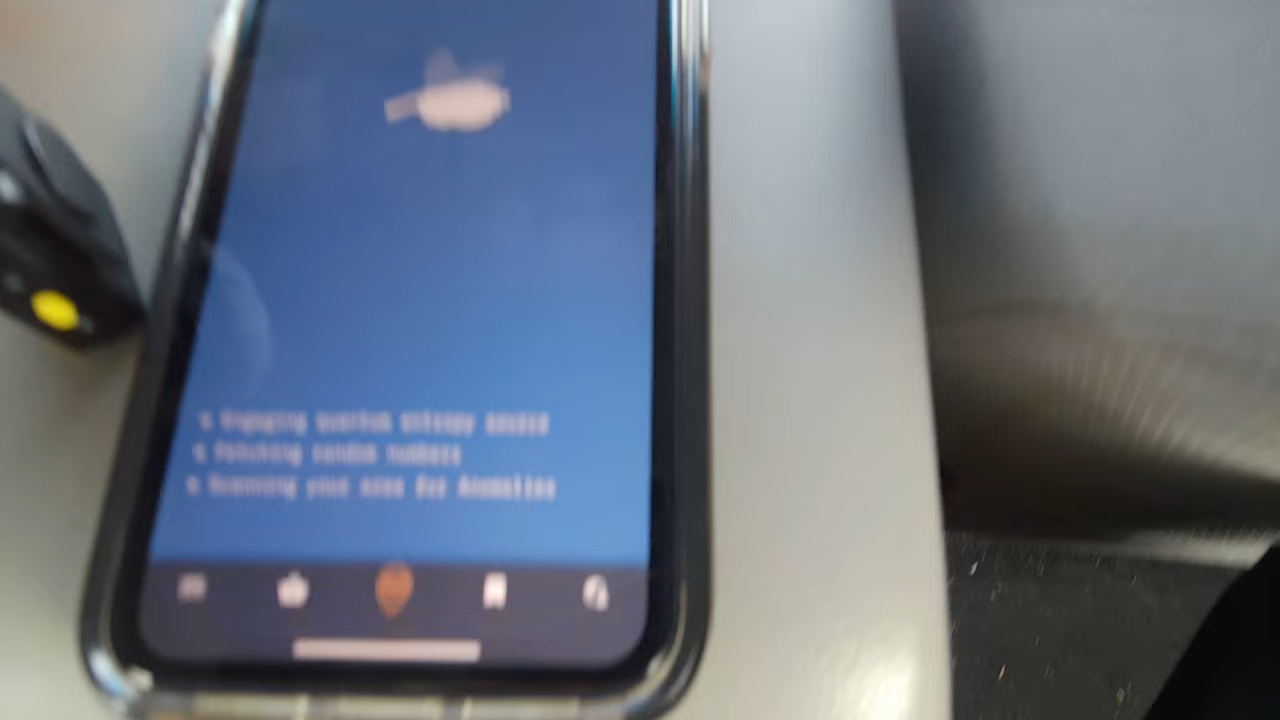 Engaging quantum entropy source
Fetching random numbers
Scanning your area for Anomalies